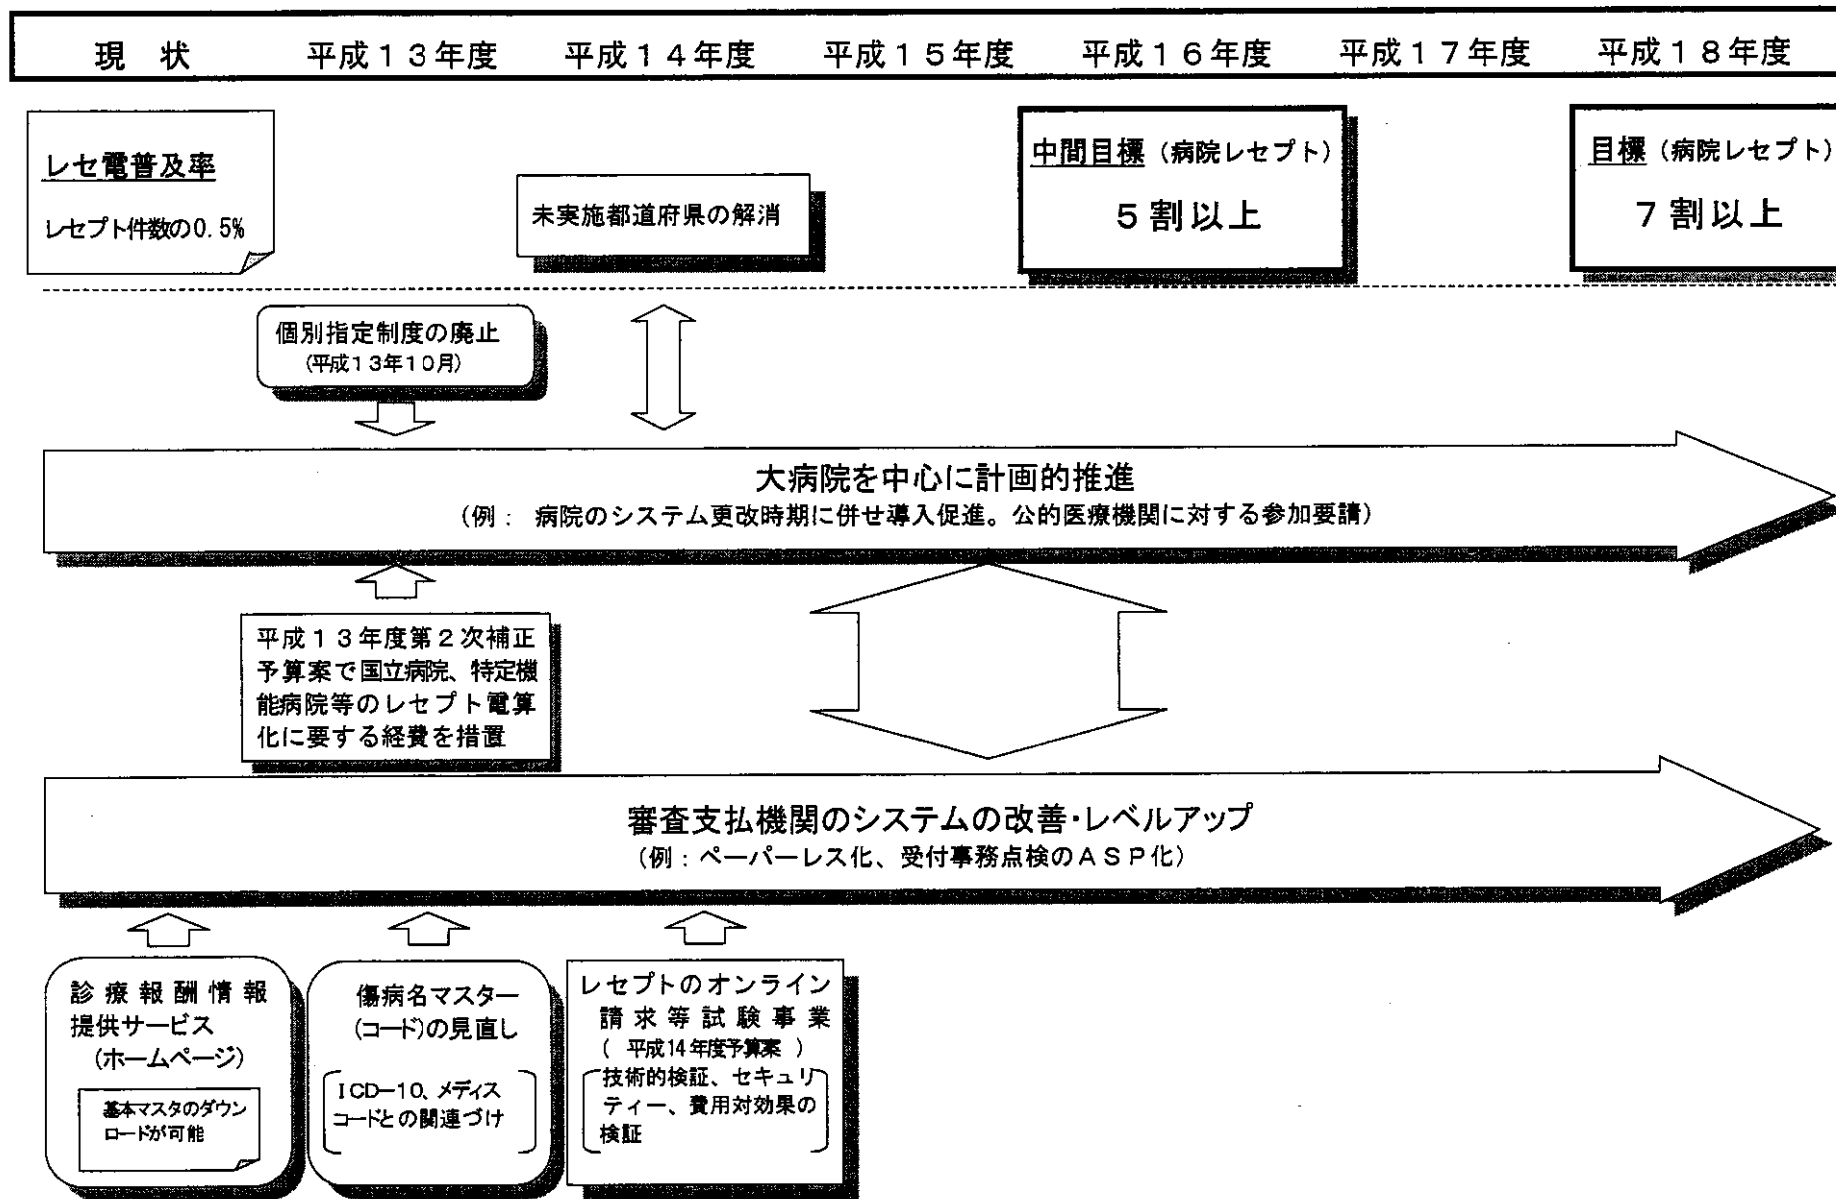 現　状　平成１３年度　平成１４年度　平成１５年度　平成１６年度　平成１７年度　平成１８年度
レセ電普及率
レセプト件数の0.5%
未実施都道府県の解消
中間目標（病院レセプト）
５割以上
目標（病院レセプト）
７割以上
個別指定制度の廃止
(平成１３年１０月)
大病院を中心に計画的推進
（例：　病院のシステム更改時期に併せ導入促進。公的医療機関に対する参加要請）
平成１３年度第２次補正
予算案で国立病院、特定機
能病院等のレセプト電算
化に要する経費を措置
審査支払機関のシステムの改善・レベルアップ
（例：ペーパーレス化、受付事務点検のＡＳＰ化）
診療報酬情報
提供サービス
(ホームページ)
基本マスタのダウン
ロードが可能
傷病名マスター
(コード)の見直し
ICD−10、メディス
コードとの関連づけ
レセプトのオンライン
請求等試験事業
(　平成14年度予算案　)
技術的検証、セキュリ
ティー、費用対効果の
検証